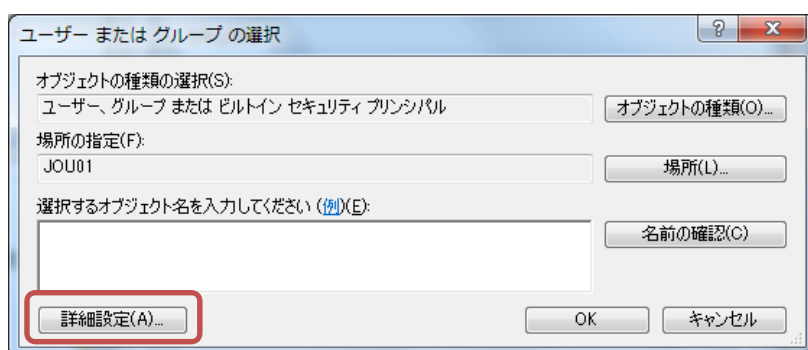 ユーザー または グループ の選択
オブジェクトの種類の選択(S):
ユーザー、グループ または ビルトイン セキュリティ プリンシパル
オブジェクトの種類(O)...
場所の指定(F):
JOU01
場所(L)...
選択するオブジェクト名を入力してください (例)(E):
名前の確認(C)
詳細設定(A)...
OK
キャンセル